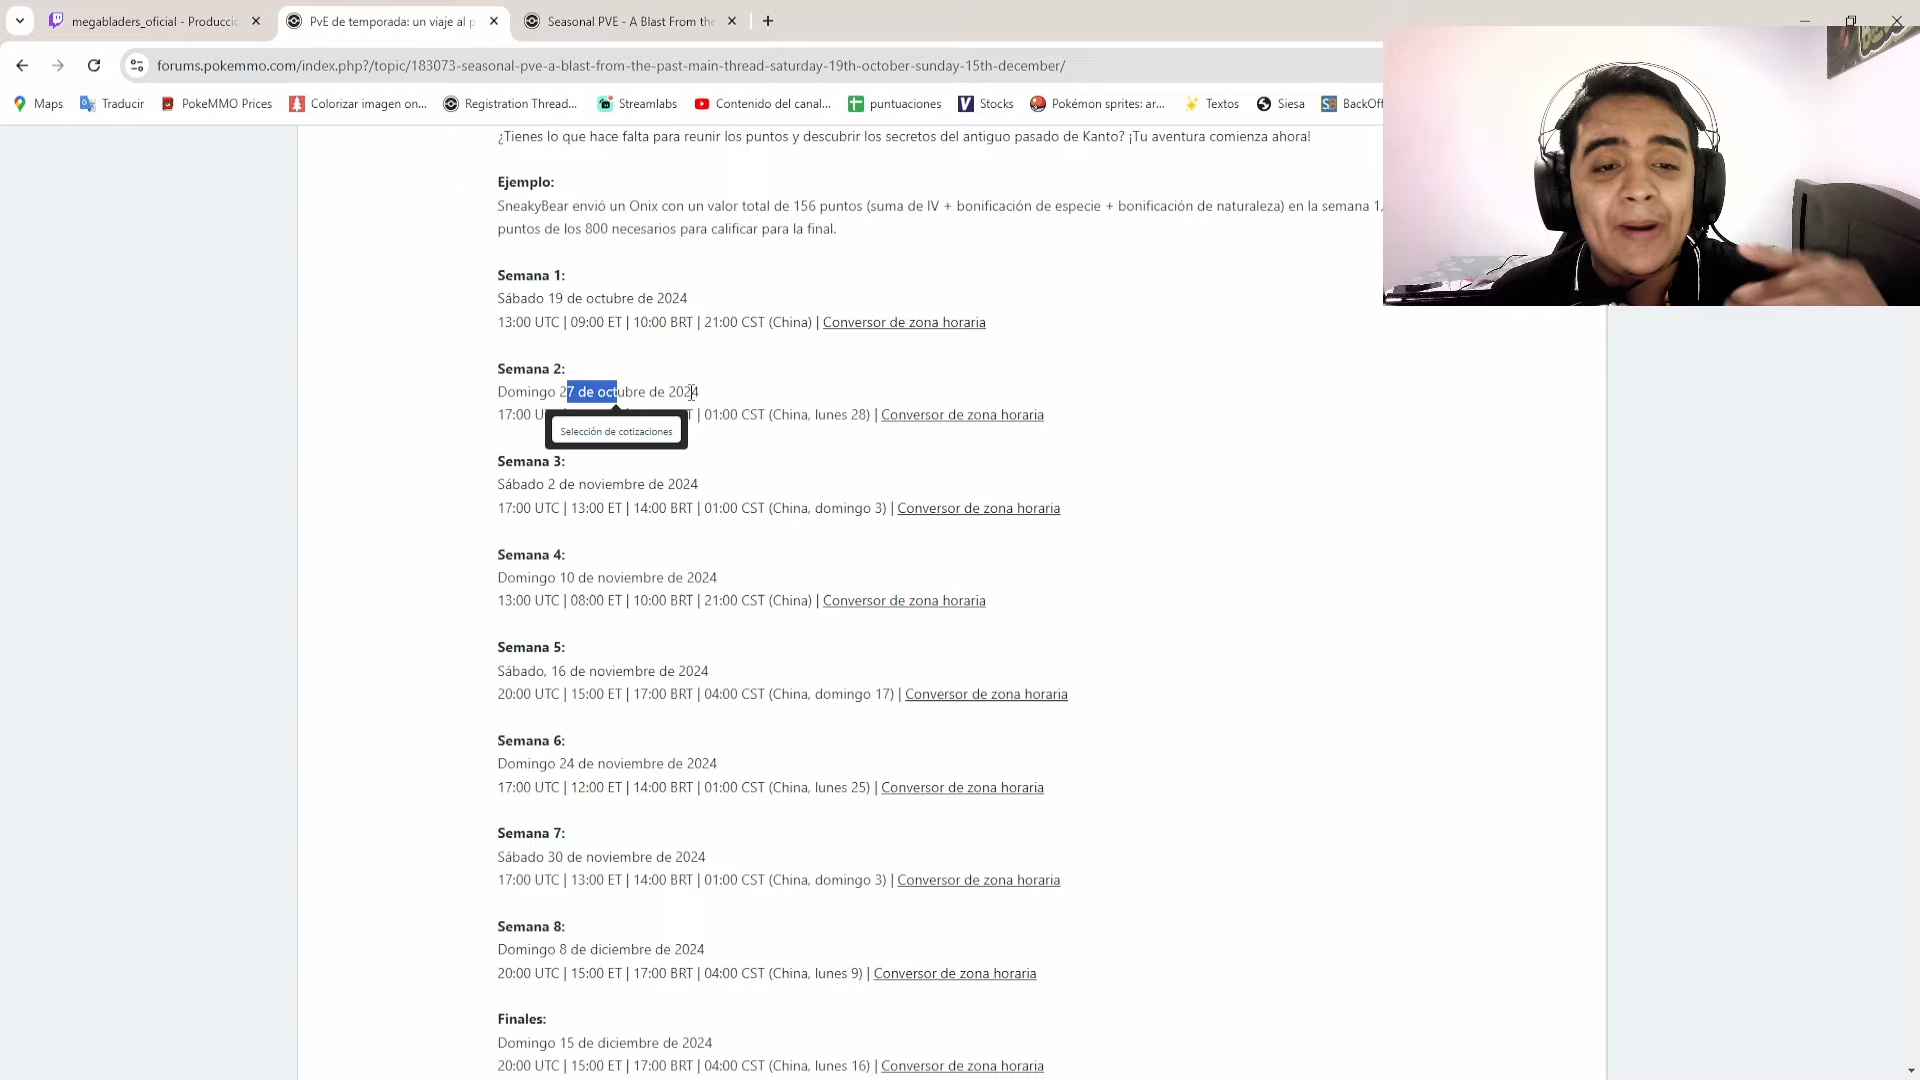 megabladers_oficial - Producció
PvE de temporada: un viaje al p
Seasonal PVE - A Blast From the
forums.pokemmo.com/index.php?/topic/183073-seasonal-pve-a-blast-from-the-past-main-thread-saturday-19th-october-sunday-15th-december/
Maps
Traducir
PokeMMO Prices
Colorizar imagen on...
Registration Thread...
Streamlabs
Contenido del canal...
puntuaciones
Stocks
Pokémon sprites: ar...
Textos
Siesa
BackOff
¿Tienes lo que hace falta para reunir los puntos y descubrir los secretos del antiguo pasado de Kanto? ¡Tu aventura comienza ahora!
Ejemplo:
SneakyBear envió un Onix con un valor total de 156 puntos (suma de IV + bonificación de especie + bonificación de naturaleza) en la semana 1,
puntos de los 800 necesarios para calificar para la final.
Semana 1:
Sábado 19 de octubre de 2024
13:00 UTC | 09:00 ET | 10:00 BRT | 21:00 CST (China) | Conversor de zona horaria
Semana 2:
Domingo 27 de octubre de 2024
17:00 U T | 01:00 CST (China, lunes 28) | Conversor de zona horaria
Selección de cotizaciones
Semana 3:
Sábado 2 de noviembre de 2024
17:00 UTC | 13:00 ET | 14:00 BRT | 01:00 CST (China, domingo 3) | Conversor de zona horaria
Semana 4:
Domingo 10 de noviembre de 2024
13:00 UTC | 08:00 ET | 10:00 BRT | 21:00 CST (China) | Conversor de zona horaria
Semana 5:
Sábado, 16 de noviembre de 2024
20:00 UTC | 15:00 ET | 17:00 BRT | 04:00 CST (China, domingo 17) | Conversor de zona horaria
Semana 6:
Domingo 24 de noviembre de 2024
17:00 UTC | 12:00 ET | 14:00 BRT | 01:00 CST (China, lunes 25) | Conversor de zona horaria
Semana 7:
Sábado 30 de noviembre de 2024
17:00 UTC | 13:00 ET | 14:00 BRT | 01:00 CST (China, domingo 3) | Conversor de zona horaria
Semana 8:
Domingo 8 de diciembre de 2024
20:00 UTC | 15:00 ET | 17:00 BRT | 04:00 CST (China, lunes 9) | Conversor de zona horaria
Finales:
Domingo 15 de diciembre de 2024
20:00 UTC | 15:00 ET | 17:00 BRT | 04:00 CST (China, lunes 16) | Conversor de zona horaria